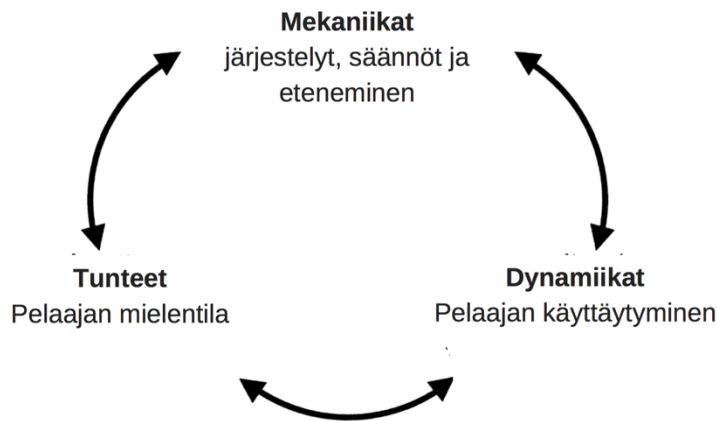 Mekaniikat
järjestelyt, säännöt ja
eteneminen
Tunteet
Pelaajan mielentila
Dynamiikat
Pelaajan käyttäytyminen